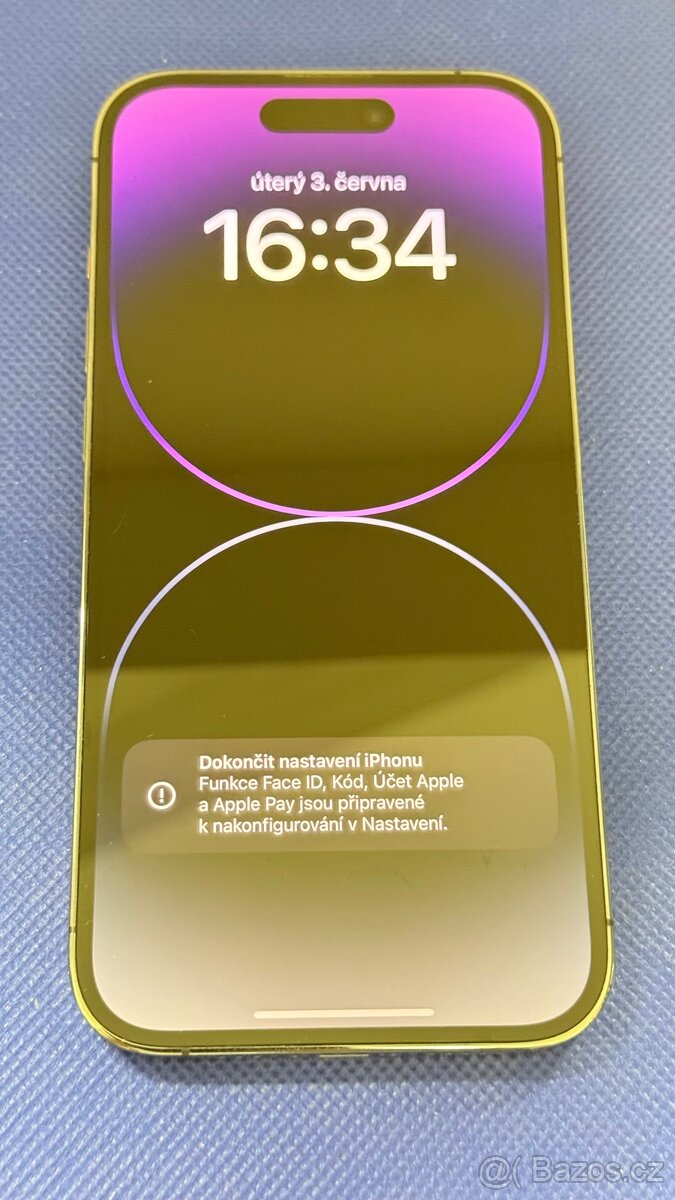 úterý 3. června
16:34
Dokončit nastavení iPhonu
Funkce Face ID, Kód, Účet Apple
a Apple Pay jsou připravené
k nakonfigurování v Nastavení.
@( Bazos.cz